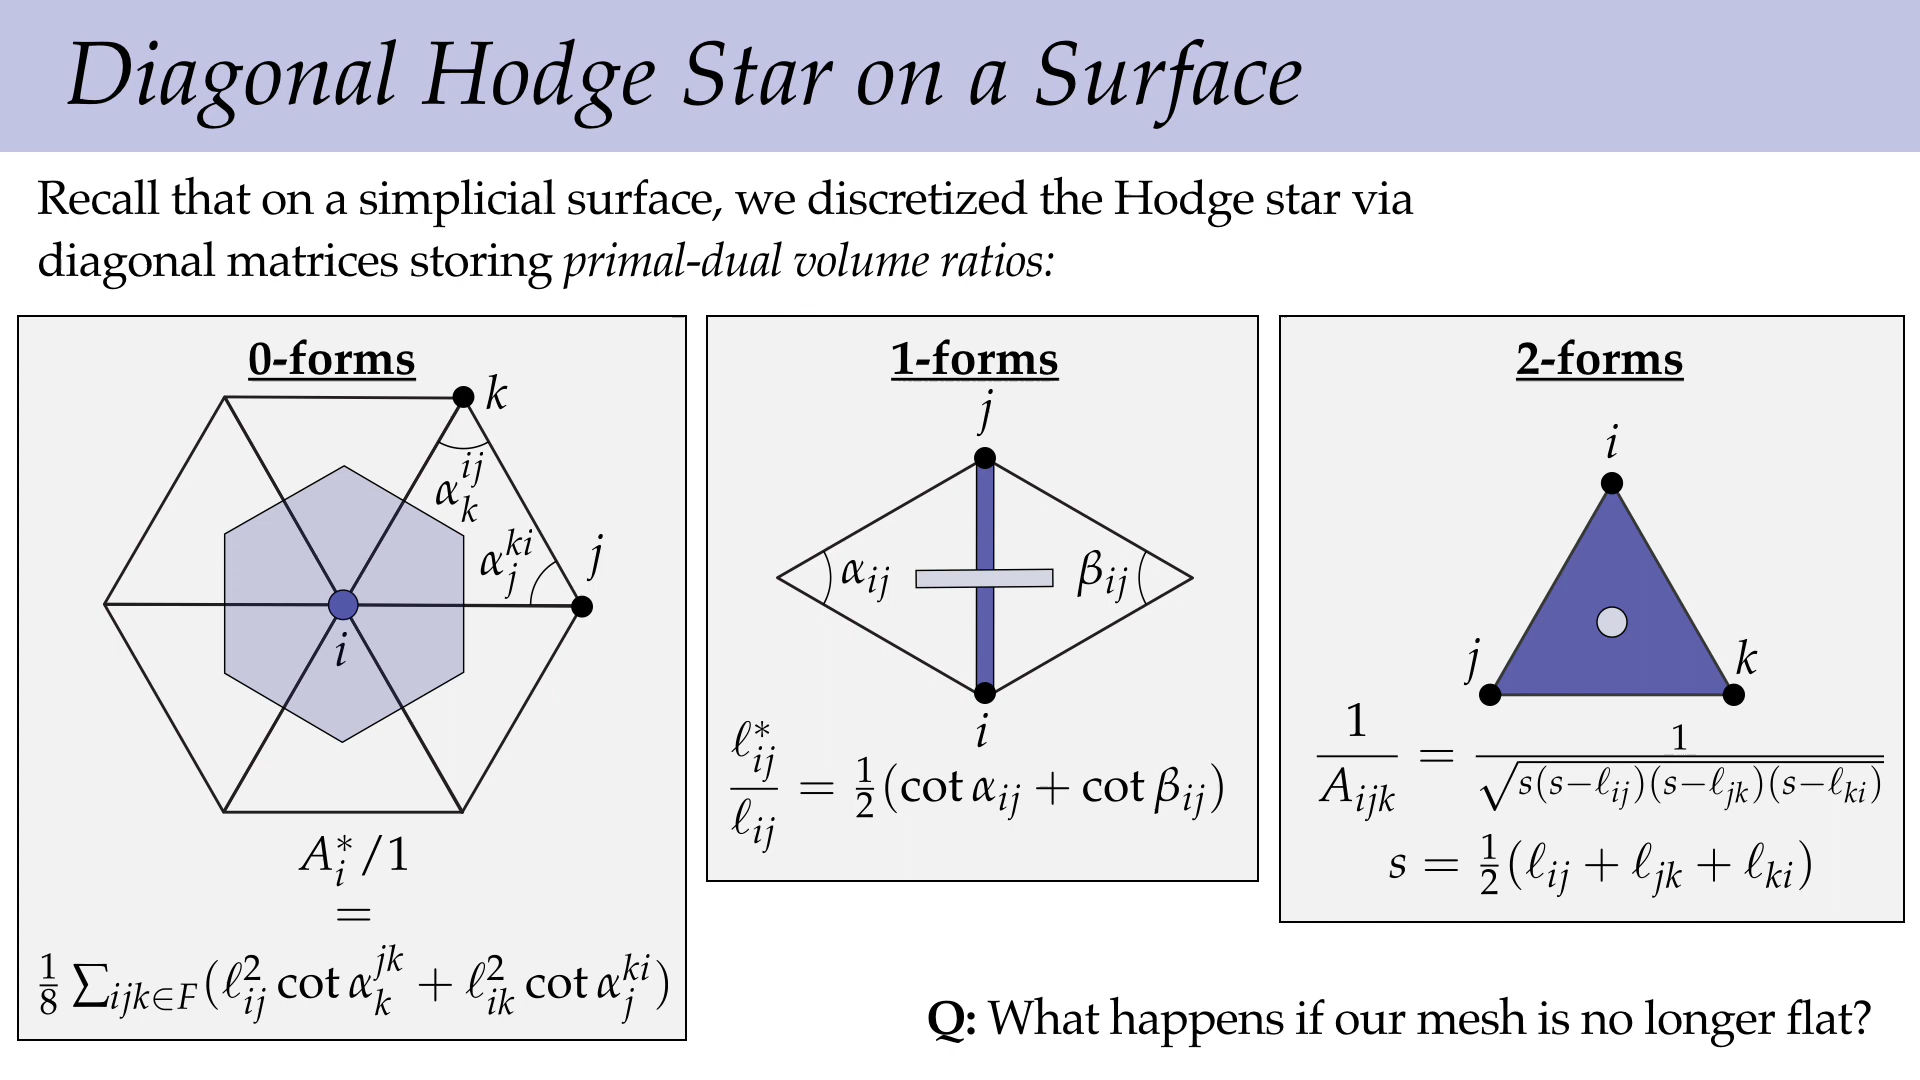 Diagonal Hodge Star on a Surface
Recall that on a simplicial surface, we discretized the Hodge star via
diagonal matrices storing primal-dual volume ratios:
0-forms
k
α_k^{ij}
α_j^{ki}
j
i
A_i^*/1
=
1/8 ∑_{ijk∈F}(ℓ_{ij}^2 cot α_k^{jk} + ℓ_{ik}^2 cot α_j^{ki})
1-forms
j
α_{ij} β_{ij}
i
ℓ_{ij}^*/ℓ_{ij} = 1/2(cot α_{ij} + cot β_{ij})
2-forms
i
j
k
1/A_{ijk} = 1/√(s(s−ℓ_{ij})(s−ℓ_{jk})(s−ℓ_{ki}))
s = 1/2(ℓ_{ij} + ℓ_{jk} + ℓ_{ki})
Q: What happens if our mesh is no longer flat?